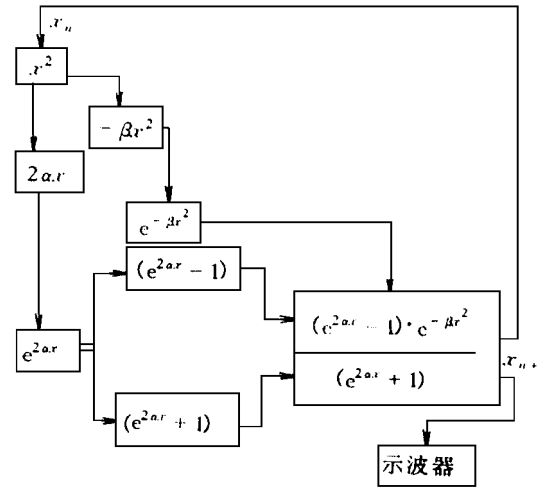 xₙ
x²
-βx²
2αx
e^{-βx²}
(e^{2αx} - 1)
e^{2αx}
(e^{2αx} - 1)·e^{-βx²}
(e^{2αx} + 1)
xₙ₊
(e^{2αx} + 1)
示波器